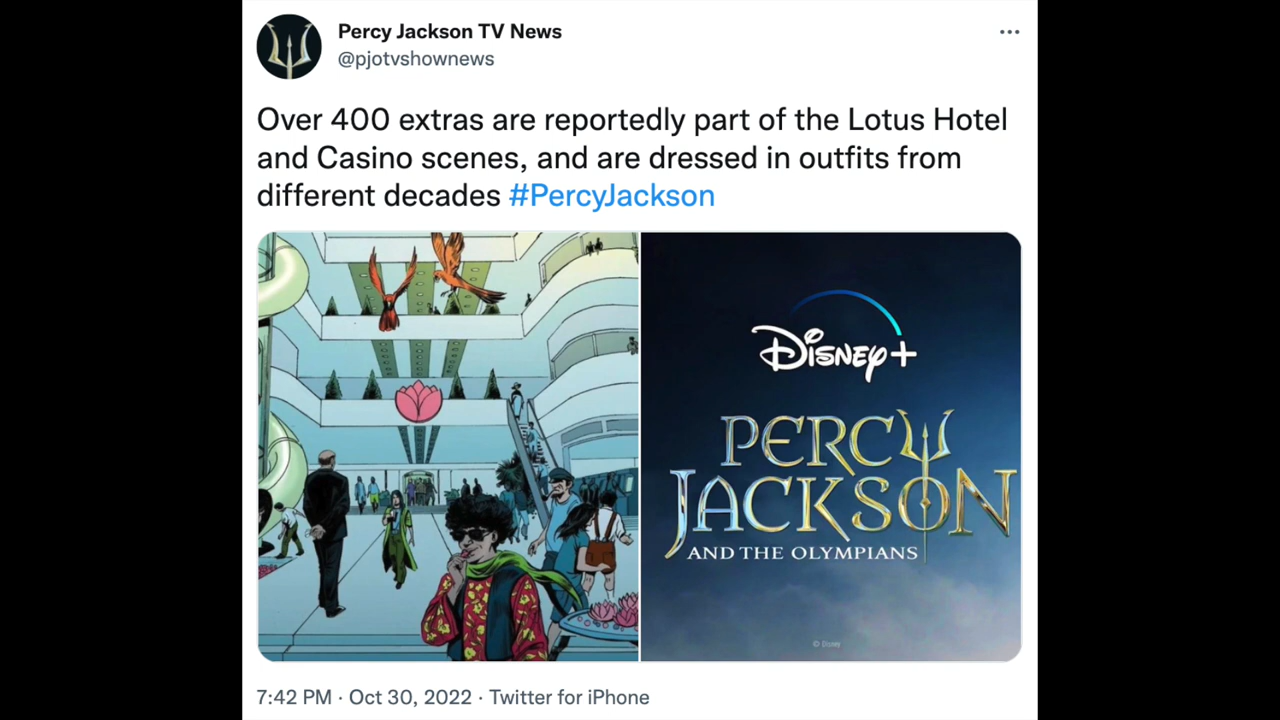 Percy Jackson TV News
@pjotvshownews
Over 400 extras are reportedly part of the Lotus Hotel
and Casino scenes, and are dressed in outfits from
different decades #PercyJackson
Disney+
PERCY
JACKSON
AND THE OLYMPIANS
© Disney
7:42 PM · Oct 30, 2022 · Twitter for iPhone